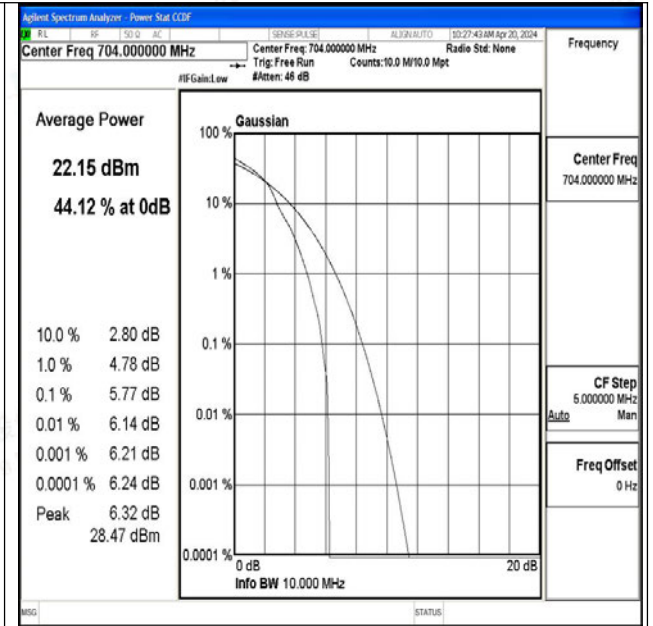 Agilent Spectrum Analyzer - Power Stat CCDF
RL RF 50 Ω AC SENSE:PULSE ALIGN AUTO 10:27:43 AM Apr 20, 2024
Center Freq 704.000000 MHz
Center Freq: 704.000000 MHz Radio Std: None
Trig: Free Run Counts:10.0 M/10.0 Mpt
#IFGain:Low #Atten: 46 dB
Frequency
Average Power
22.15 dBm
44.12 % at 0dB
10.0 % 2.80 dB
1.0 % 4.78 dB
0.1 % 5.77 dB
0.01 % 6.14 dB
0.001 % 6.21 dB
0.0001 % 6.24 dB
Peak 6.32 dB
28.47 dBm
Gaussian
100 %
10 %
1 %
0.1 %
0.01 %
0.001 %
0.0001 %
0 dB 20 dB
Info BW 10.000 MHz
Center Freq
704.000000 MHz
CF Step
5.000000 MHz
Auto Man
Freq Offset
0 Hz
MSG STATUS